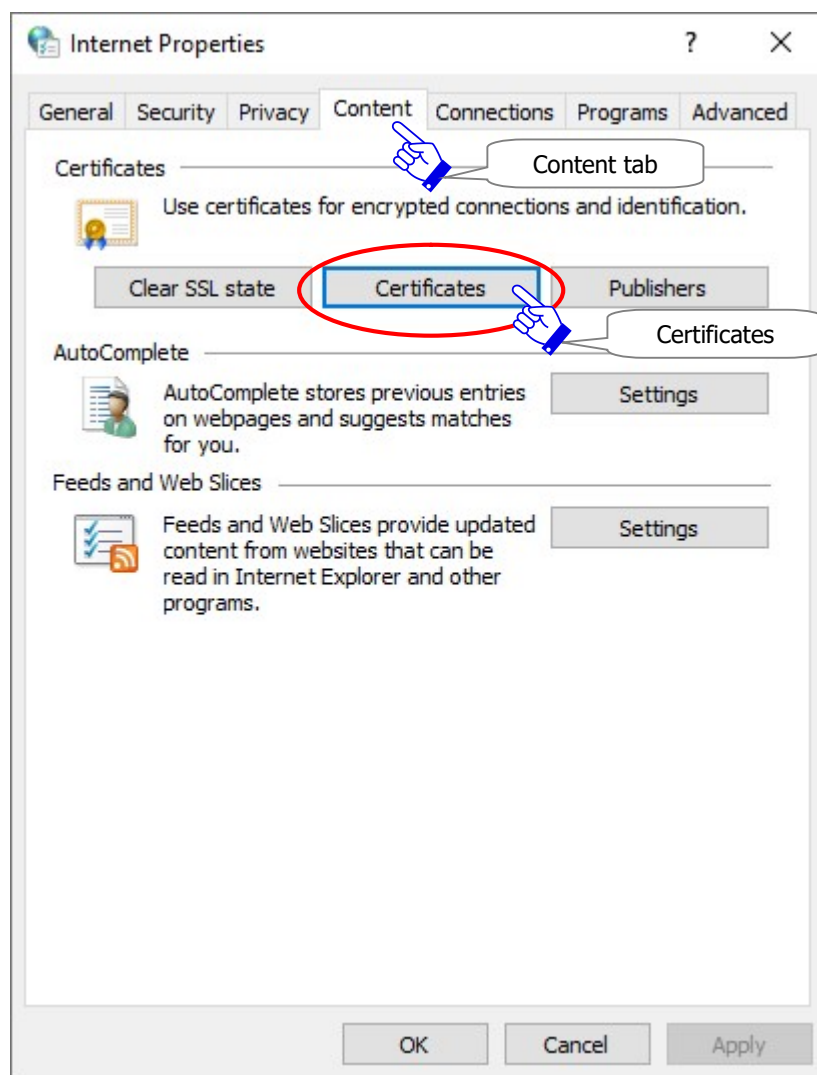 Internet Properties ? ✕
General Security Privacy Content Connections Programs Advanced
Content tab
Certificates
Use certificates for encrypted connections and identification.
Clear SSL state Certificates Publishers
Certificates
AutoComplete
AutoComplete stores previous entries
on webpages and suggests matches
for you.
Settings
Feeds and Web Slices
Feeds and Web Slices provide updated
content from websites that can be
read in Internet Explorer and other
programs.
Settings
OK Cancel Apply